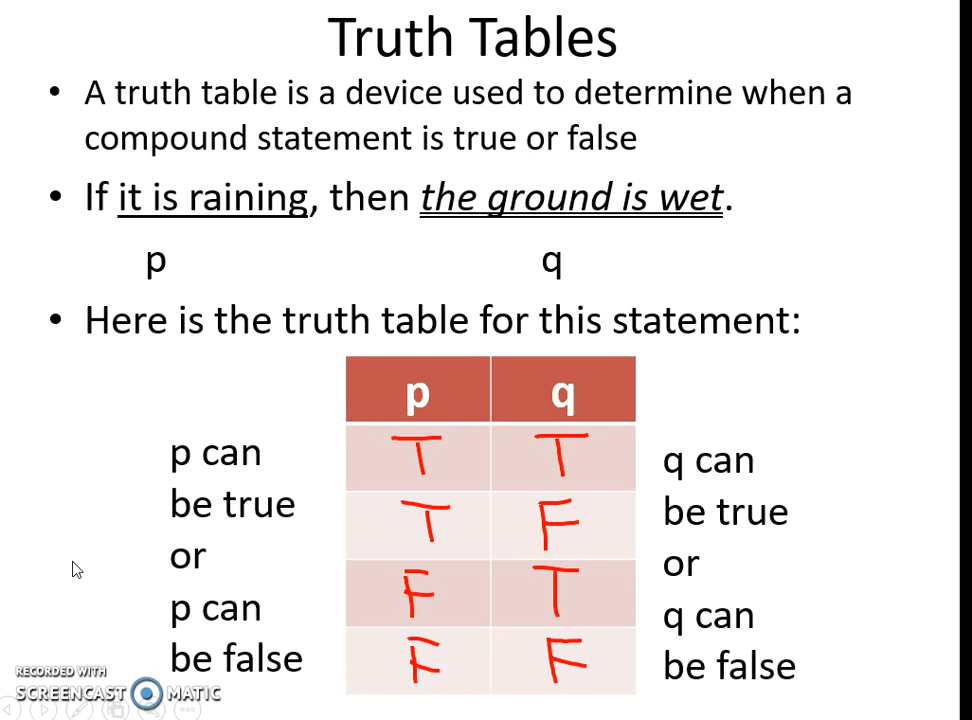 Truth Tables
• A truth table is a device used to determine when a
compound statement is true or false
• If it is raining, then the ground is wet.
p q
• Here is the truth table for this statement:
p q
p can
be true
or
p can
be false
T T
T F
F T
F F
q can
be true
or
q can
be false
RECORDED WITH
SCREENCAST MATIC